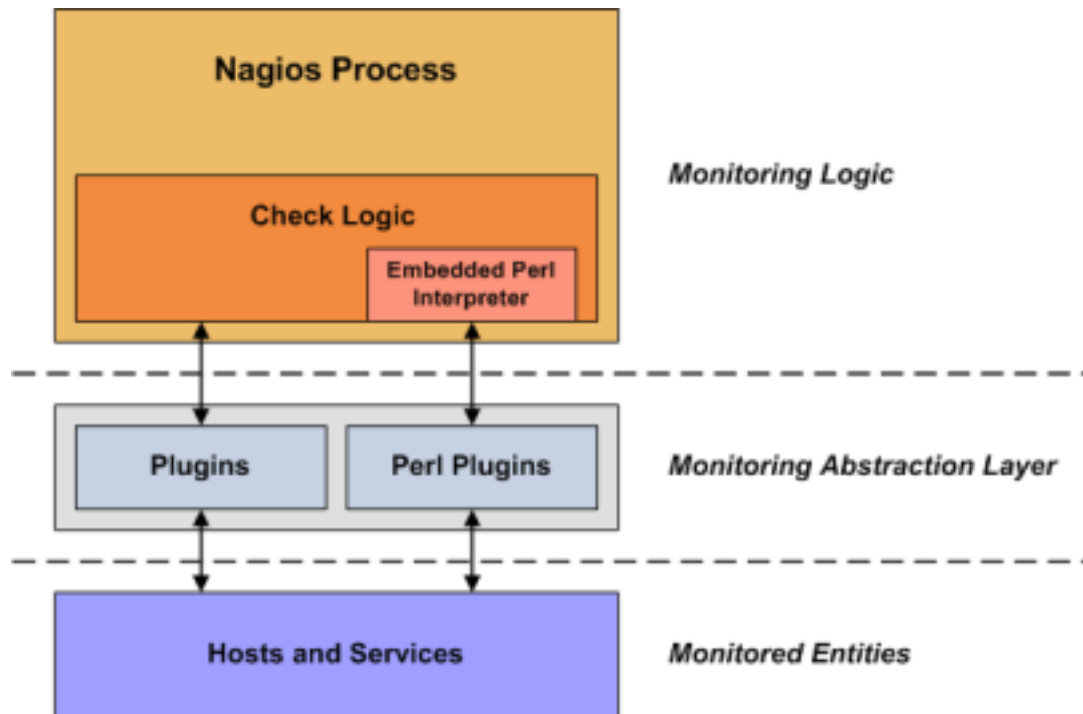 Nagios Process
Monitoring Logic
Check Logic
Embedded Perl
Interpreter
Plugins
Perl Plugins
Monitoring Abstraction Layer
Hosts and Services
Monitored Entities